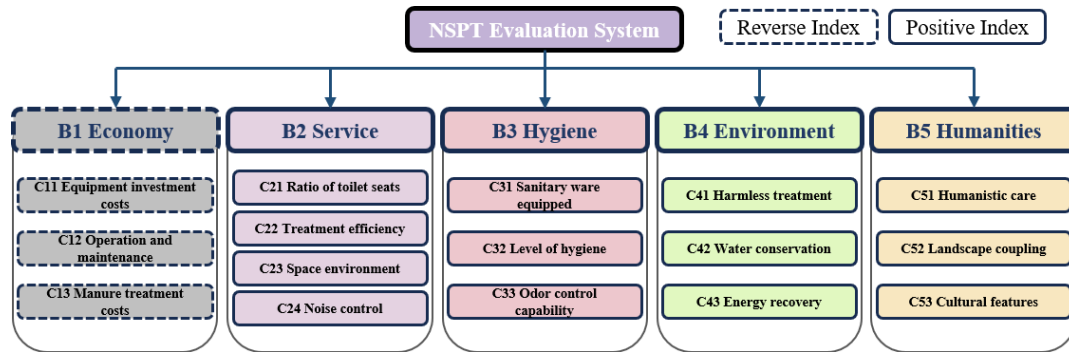 NSPT Evaluation System
Reverse Index
Positive Index
B1 Economy
B2 Service
B3 Hygiene
B4 Environment
B5 Humanities
C11 Equipment investment
costs
C12 Operation and
maintenance
C13 Manure treatment
costs
C21 Ratio of toilet seats
C22 Treatment efficiency
C23 Space environment
C24 Noise control
C31 Sanitary ware
equipped
C32 Level of hygiene
C33 Odor control
capability
C41 Harmless treatment
C42 Water conservation
C43 Energy recovery
C51 Humanistic care
C52 Landscape coupling
C53 Cultural features